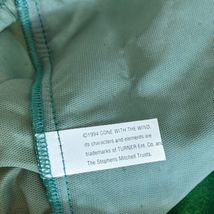 ©1994 GONE WITH THE WIND,
its characters and elements are
trademarks of TURNER Ent. Co. and
The Stephens Mitchell Trusts.